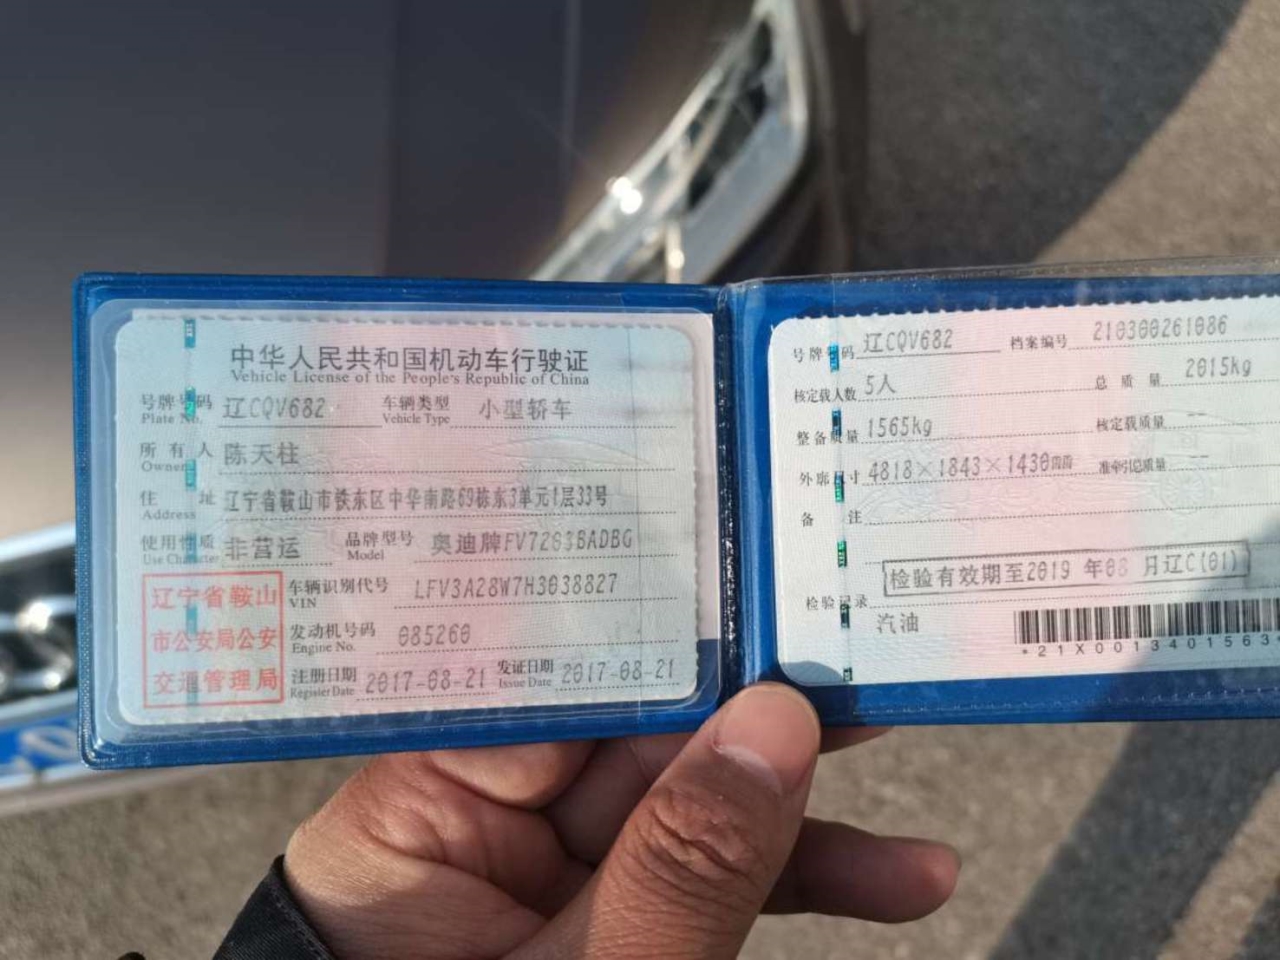 中华人民共和国机动车行驶证
Vehicle License of the People's Republic of China
号牌号码 辽CQV682 车辆类型 小型轿车
Plate No. Vehicle Type
所有人 陈天柱
Owner
住址 辽宁省鞍山市铁东区中华南路69栋东3单元1层33号
Address
使用性质 非营运 品牌型号 奥迪牌FV7203BADBG
Use Character Model
辽宁省鞍山
市公安局公安
交通管理局
车辆识别代号 LFV3A28W7H3038827
VIN
发动机号码 085260
Engine No.
注册日期 2017-08-21 发证日期 2017-08-21
Register Date Issue Date
号牌号码 辽CQV682 档案编号 210300261086
核定载人数 5人 总质量 2015kg
整备质量 1565kg 核定载质量 --
外廓尺寸 4818×1843×1430 准牵引总质量 --
备注
检验有效期至2019年08月辽C(01)
检验记录
汽油
*21X0013401563